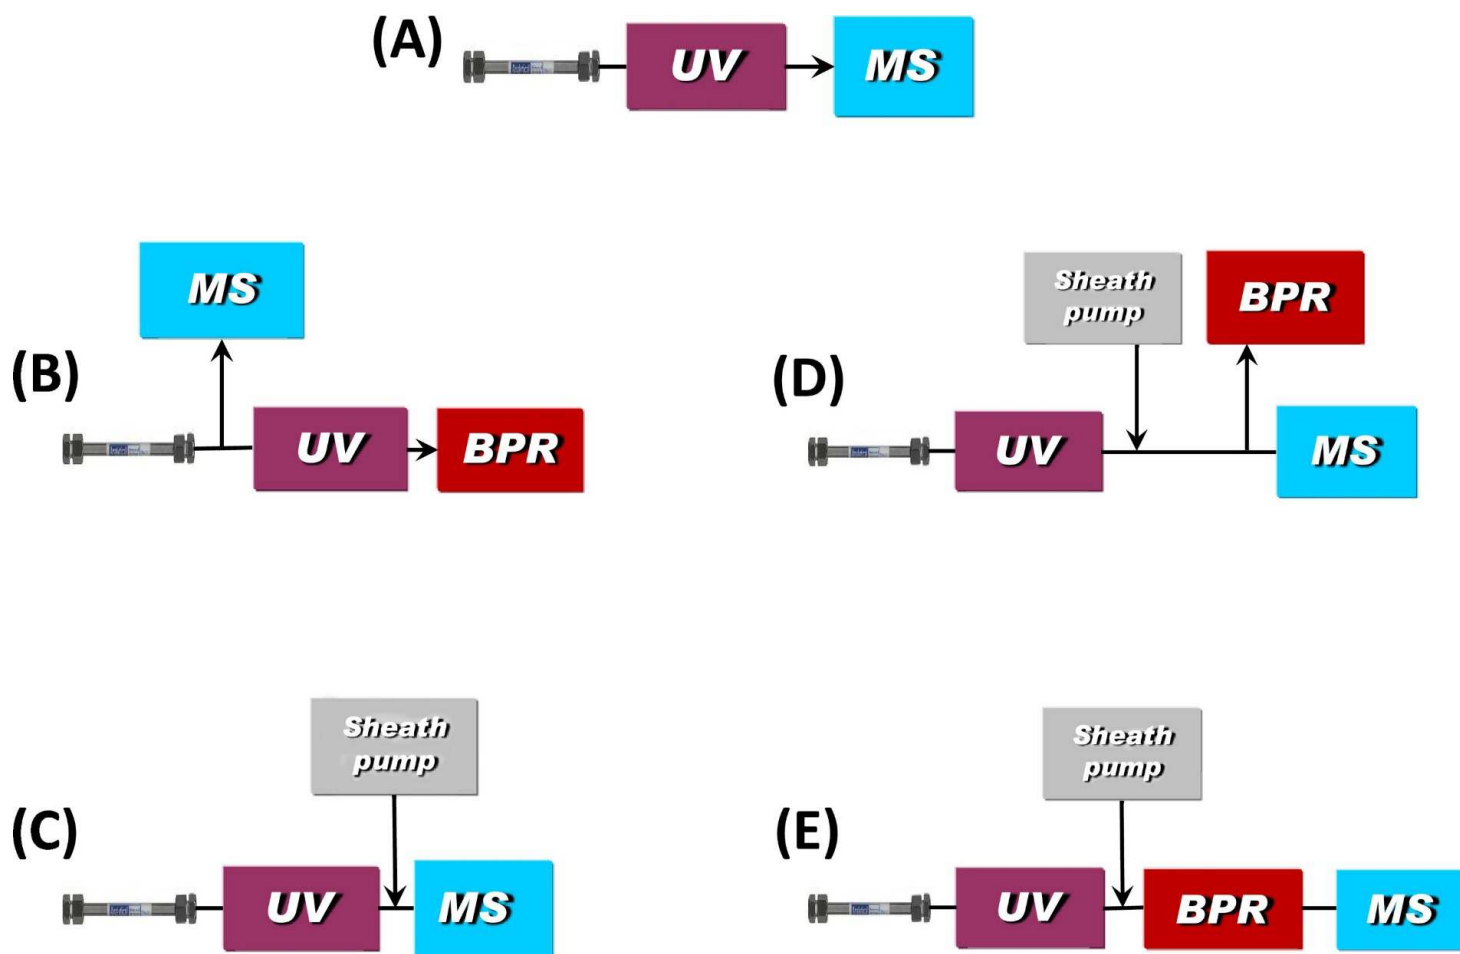 (A)
UV
MS
(B)
MS
UV
BPR
(D)
Sheath
pump
BPR
UV
MS
(C)
Sheath
pump
UV
MS
(E)
Sheath
pump
UV
BPR
MS